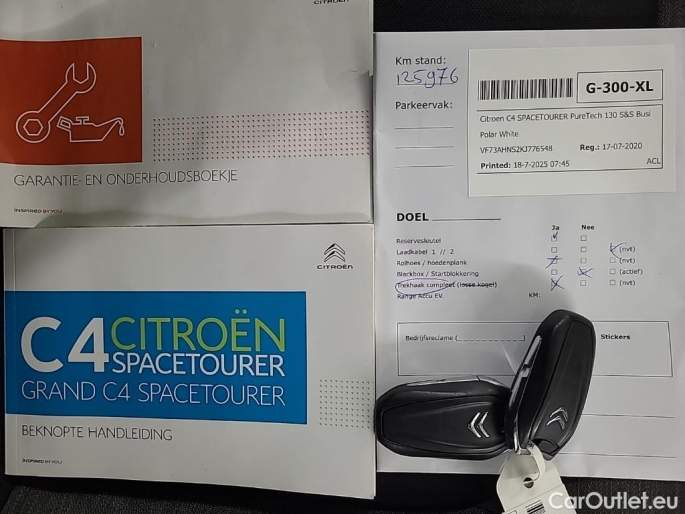 CITROËN
GARANTIE- EN ONDERHOUDSBOEKJE
INSPIRED BY YOU
CITROËN
C4 CITROËN
SPACETOURER
GRAND C4 SPACETOURER
BEKNOPTE HANDLEIDING
INSPIRED BY YOU
Km stand:
125976
Parkeervak:
G-300-XL
Citroen C4 SPACETOURER PureTech 130 S&S Busi
Polar White
VF73AHNS2KJ776548 Reg.: 17-07-2020
Printed: 18-7-2025 07:45 ACL
DOEL
Ja Nee
Reservesleutel
Laadkabel 1 // 2 (nvt)
Rolhoes / hoedenplank (nvt)
Blackbox / Startblokkering (actief)
Trekhaak compleet (losse kogel) (nvt)
Range Accu EV KM:
Bedrijfsreclame ( Stickers
CarOutlet.eu